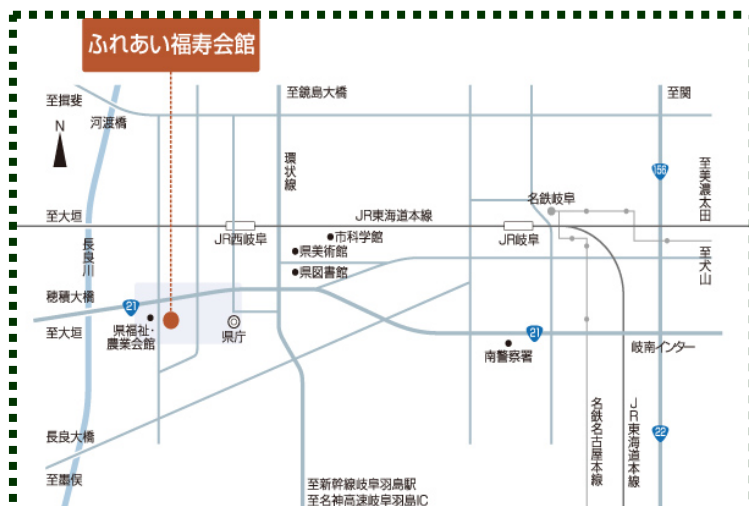 ふれあい福寿会館
至揖斐
至鏡島大橋
至関
河渡橋
N
環状線
156
至美濃太田
名鉄岐阜
至大垣
JR東海道本線
長良川
JR西岐阜
市科学館
JR岐阜
県美術館
至犬山
県図書館
穂積大橋
21
至大垣
県福祉・
農業会館
県庁
21
南警察署
岐南インター
名鉄名古屋本線
JR東海道本線
22
長良大橋
至墨俣
至新幹線岐阜羽島駅
至名神高速岐阜羽島IC